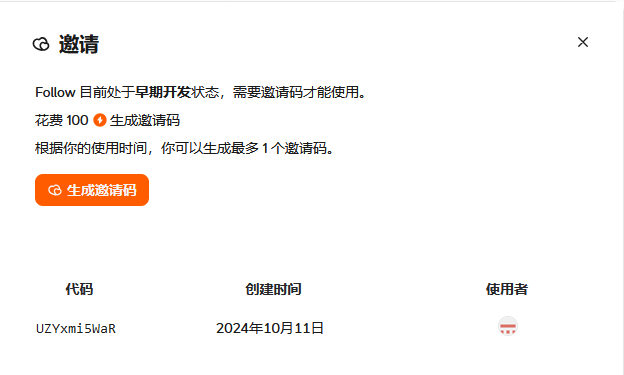 邀请
Follow 目前处于早期开发状态，需要邀请码才能使用。
花费 100 生成邀请码
根据你的使用时间，你可以生成最多 1 个邀请码。
生成邀请码
代码 创建时间 使用者
UZYxmi5WaR 2024年10月11日